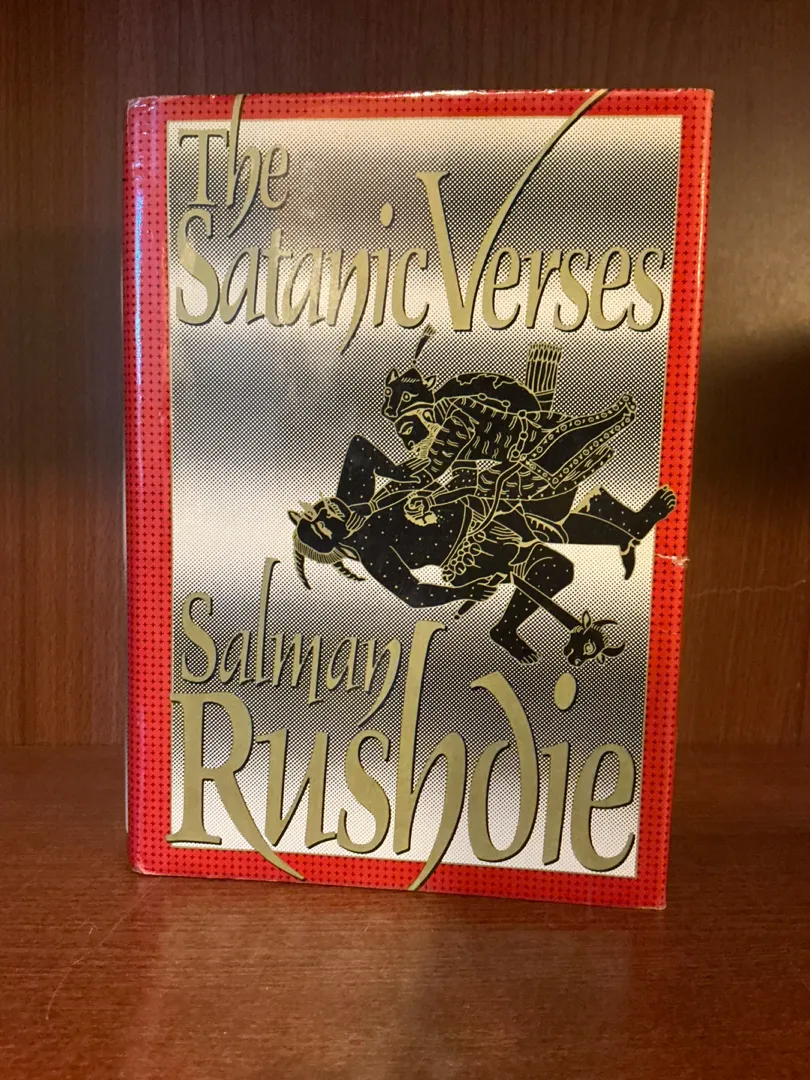 The
Satanic Verses
Salman
Rushdie